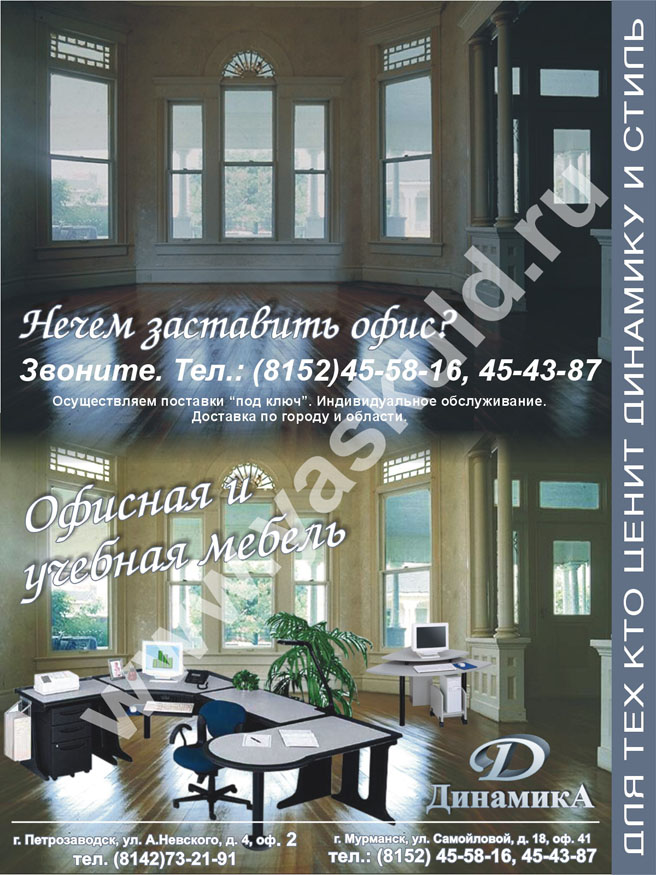 Нечем заставить офис?
Звоните. Тел.: (8152)45-58-16, 45-43-87
Осуществляем поставки “под ключ”. Индивидуальное обслуживание.
Доставка по городу и области.
Офисная и
учебная мебель
Д
ДинамикА
г. Петрозаводск, ул. А.Невского, д. 4, оф. 2
тел. (8142)73-21-91
г. Мурманск, ул. Самойловой, д. 18, оф. 41
тел.: (8152) 45-58-16, 45-43-87
ДЛЯ ТЕХ КТО ЦЕНИТ ДИНАМИКУ И СТИЛЬ
www.vaskuld.ru